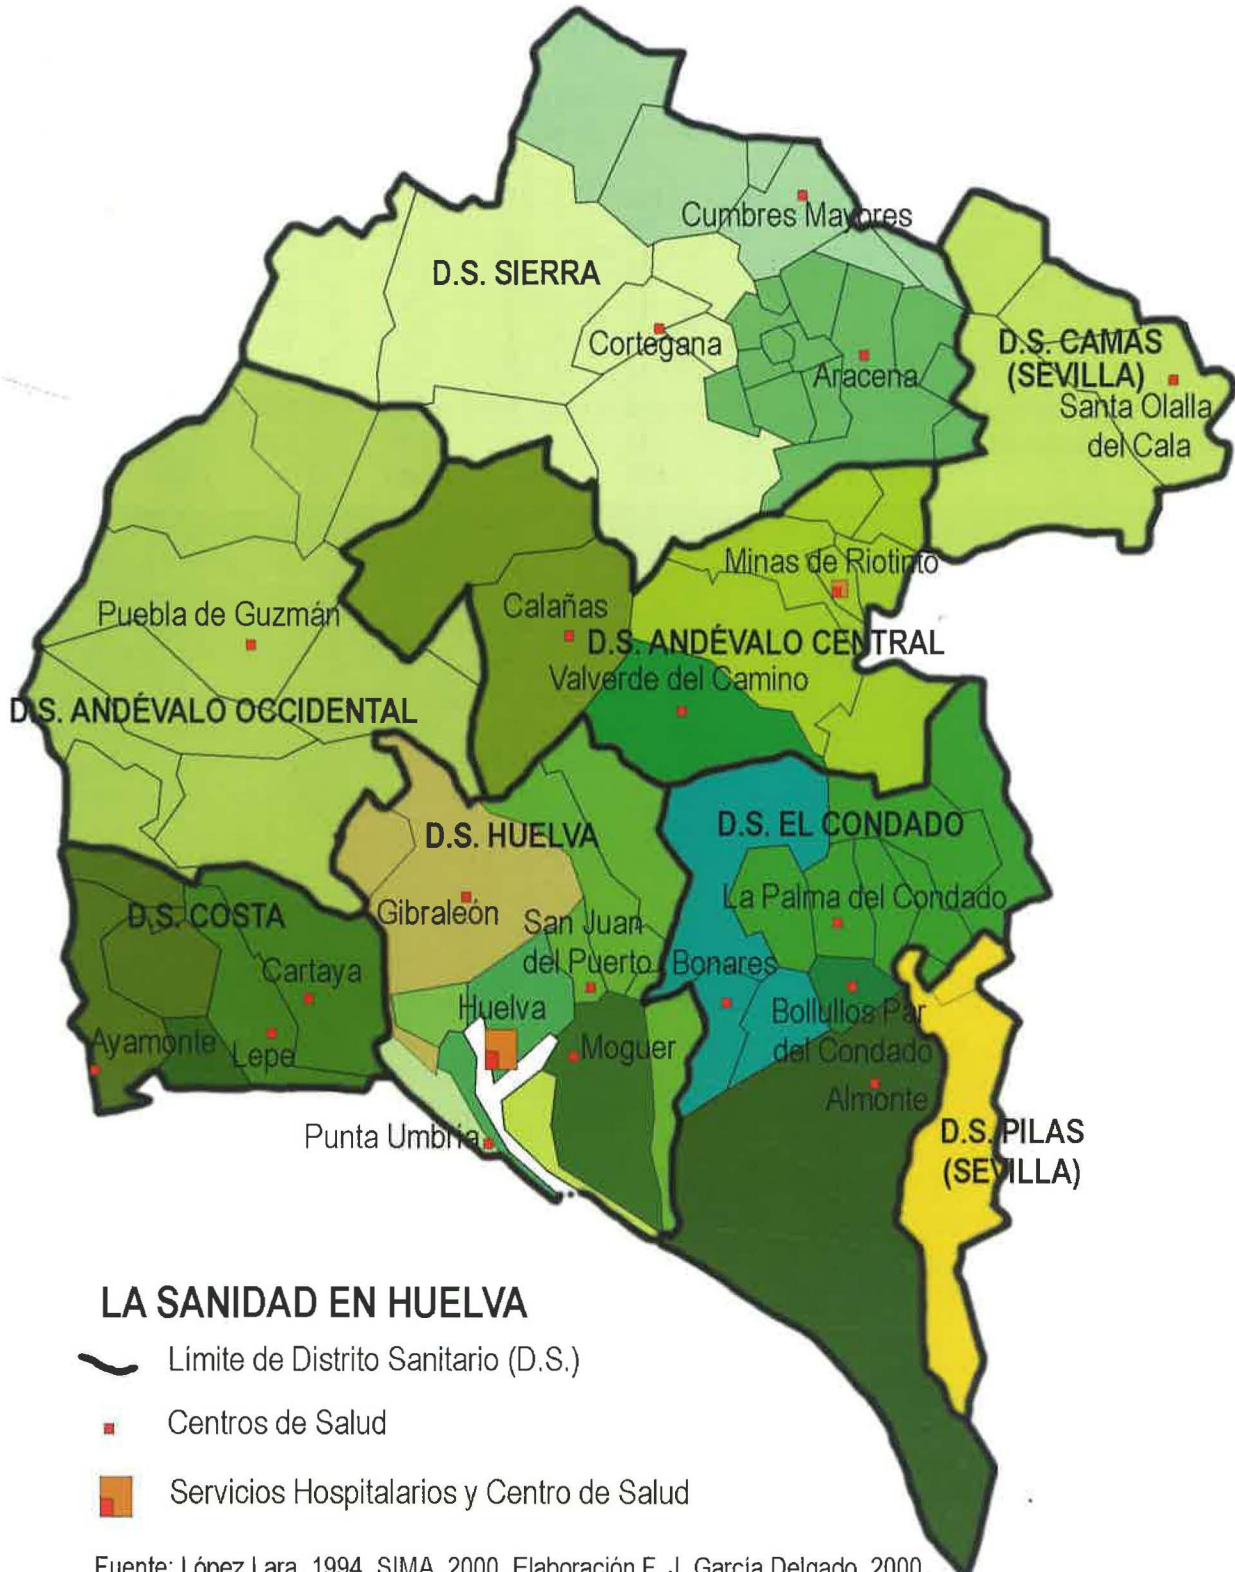 Cumbres Mayores
D.S. SIERRA
Cortegana
Aracena
D.S. CAMAS
(SEVILLA)
Santa Olalla
del Cala
Minas de Riotinto
Puebla de Guzmán
Calañas
D.S. ANDÉVALO CENTRAL
Valverde del Camino
D.S. ANDÉVALO OCCIDENTAL
D.S. HUELVA
D.S. EL CONDADO
La Palma del Condado
D.S. COSTA
Gibraleón
San Juan
del Puerto
Bonares
Cartaya
Huelva
Bollullos Par
del Condado
Ayamonte
Lepe
Moguer
Almonte
Punta Umbría
D.S. PILAS
(SEVILLA)
LA SANIDAD EN HUELVA
Límite de Distrito Sanitario (D.S.)
Centros de Salud
Servicios Hospitalarios y Centro de Salud
Fuente: López Lara, 1994, SIMA, 2000. Elaboración F. J. García Delgado, 2000.